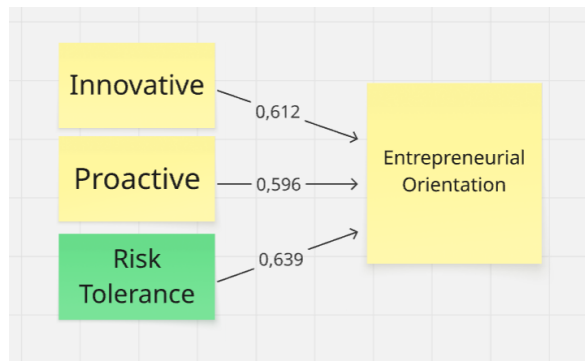 Innovative
0,612
Proactive
0,596
Entrepreneurial
Orientation
Risk
Tolerance
0,639